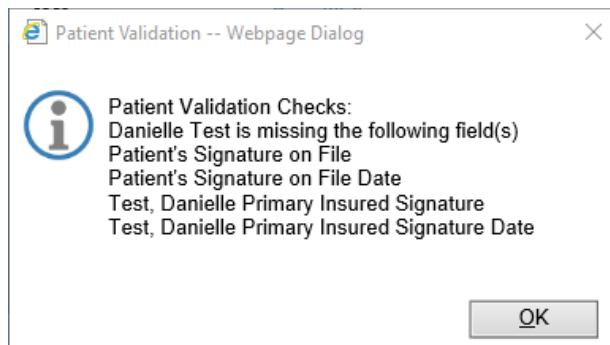 Patient Validation -- Webpage Dialog
Patient Validation Checks:
Danielle Test is missing the following field(s)
Patient's Signature on File
Patient's Signature on File Date
Test, Danielle Primary Insured Signature
Test, Danielle Primary Insured Signature Date
OK